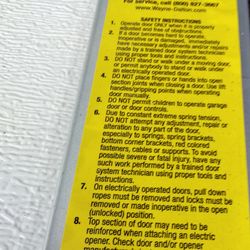 For service, call (800) 827-3667
www.Wayne-Dalton.com
SAFETY INSTRUCTIONS
1. Operate door ONLY when it is properly
adjusted and free of obstructions.
2. If a door becomes hard to operate,
inoperative or is damaged, immediately
have necessary adjustments and/or repairs
made by a trained door system technician
using proper tools and instructions.
3. DO NOT stand or walk under a moving door,
or permit anybody to stand or walk under
an electrically operated door.
4. DO NOT place fingers or hands into open
section joints when closing a door. Use lift
handles/gripping points when operating
door manually.
5. DO NOT permit children to operate garage
door or door controls.
6. Due to constant extreme spring tension,
DO NOT attempt any adjustment, repair or
alteration to any part of the door,
especially to springs, spring brackets,
bottom corner brackets, red colored
fasteners, cables or supports. To avoid
possible severe or fatal injury, have any
such work performed by a trained door
system technician using proper tools and
instructions.
7. On electrically operated doors, pull down
ropes must be removed and locks must be
removed or made inoperative in the open
(unlocked) position.
8. Top section of door may need to be
reinforced when attaching an electric
opener. Check door and/or opener